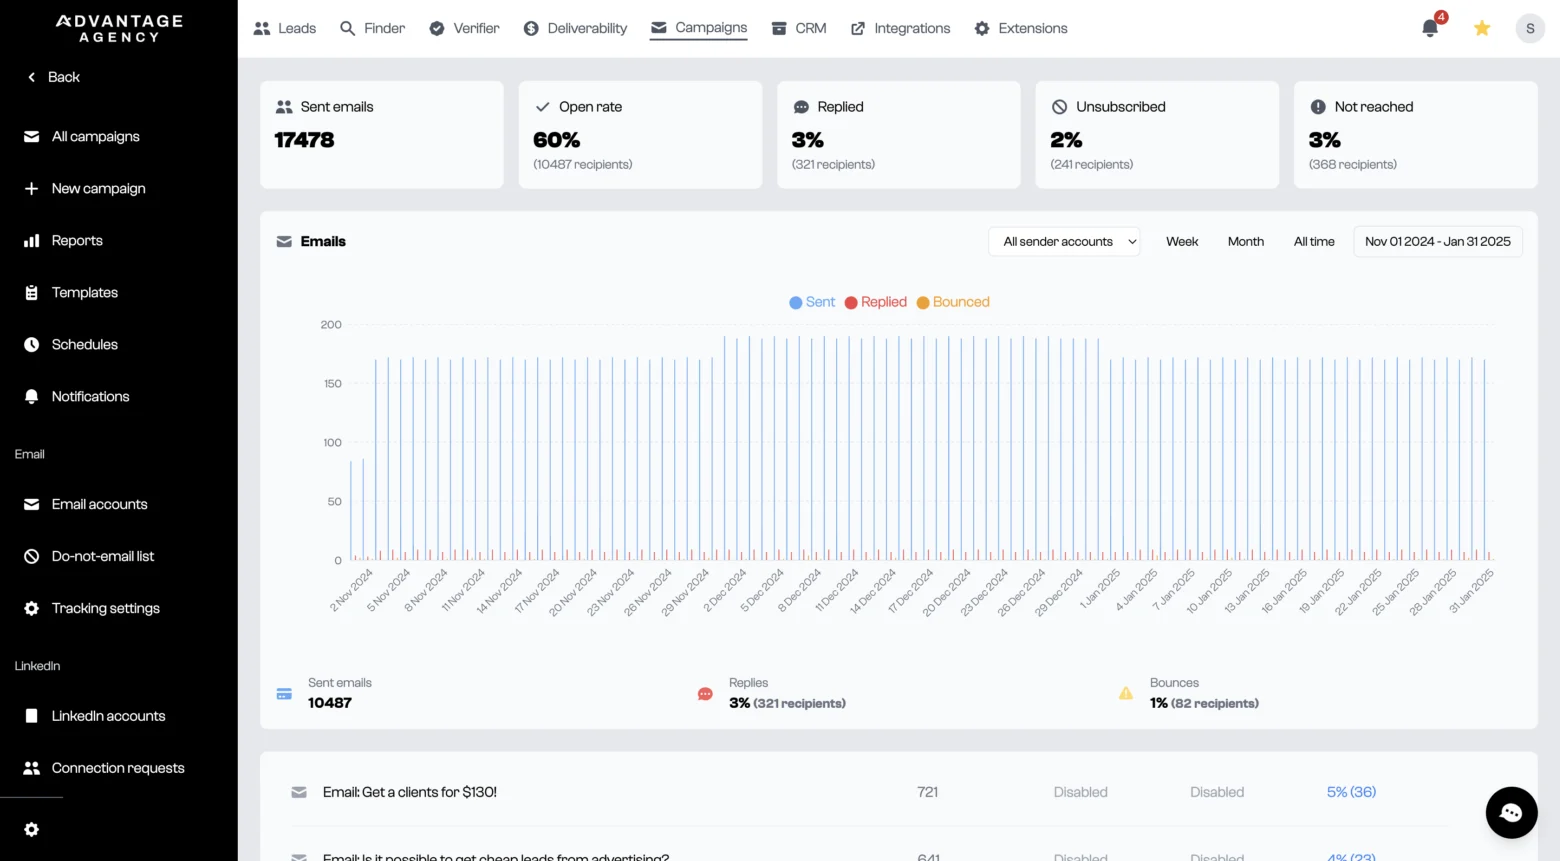 ADVANTAGE
AGENCY
Back
All campaigns
New campaign
Reports
Templates
Schedules
Notifications
Email
Email accounts
Do-not-email list
Tracking settings
LinkedIn
LinkedIn accounts
Connection requests
Leads
Finder
Verifier
Deliverability
Campaigns
CRM
Integrations
Extensions
4
S
Sent emails
17478
Open rate
60%
(10487 recipients)
Replied
3%
(321 recipients)
Unsubscribed
2%
(241 recipients)
Not reached
3%
(368 recipients)
Emails
All sender accounts
Week
Month
All time
Nov 01 2024 - Jan 31 2025
Sent
Replied
Bounced
200
150
100
50
0
2 Nov 2024
5 Nov 2024
8 Nov 2024
11 Nov 2024
14 Nov 2024
17 Nov 2024
20 Nov 2024
23 Nov 2024
26 Nov 2024
29 Nov 2024
2 Dec 2024
5 Dec 2024
8 Dec 2024
11 Dec 2024
14 Dec 2024
17 Dec 2024
20 Dec 2024
23 Dec 2024
26 Dec 2024
29 Dec 2024
1 Jan 2025
4 Jan 2025
7 Jan 2025
10 Jan 2025
13 Jan 2025
16 Jan 2025
19 Jan 2025
22 Jan 2025
25 Jan 2025
28 Jan 2025
31 Jan 2025
Sent emails
10487
Replies
3% (321 recipients)
Bounces
1% (82 recipients)
Email: Get a clients for $130!
721
Disabled
Disabled
5% (36)
Email: Is it possible to get cheap leads from advertising?
641
Disabled
Disabled
4% (23)